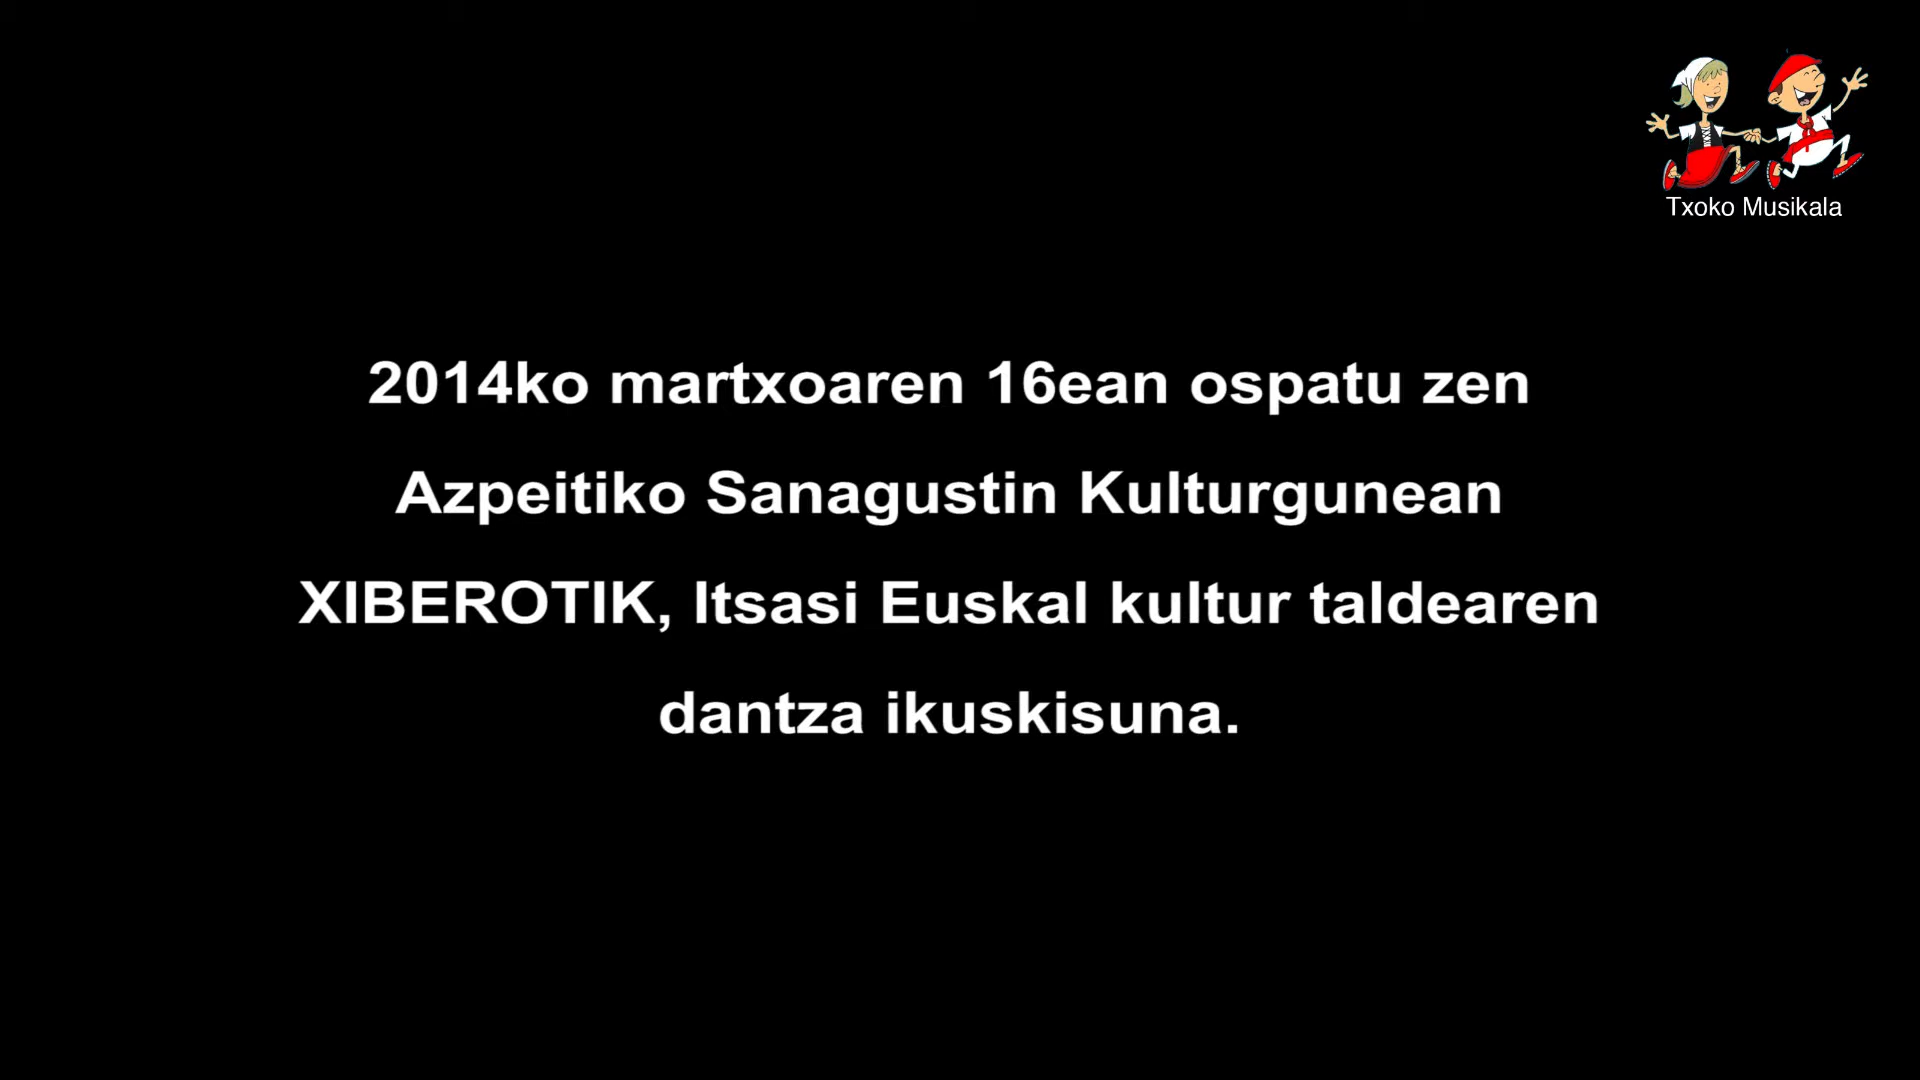 Txoko Musikala
2014ko martxoaren 16ean ospatu zen
Azpeitiko Sanagustin Kulturgunean
XIBEROTIK, Itsasi Euskal kultur taldearen
dantza ikuskisuna.